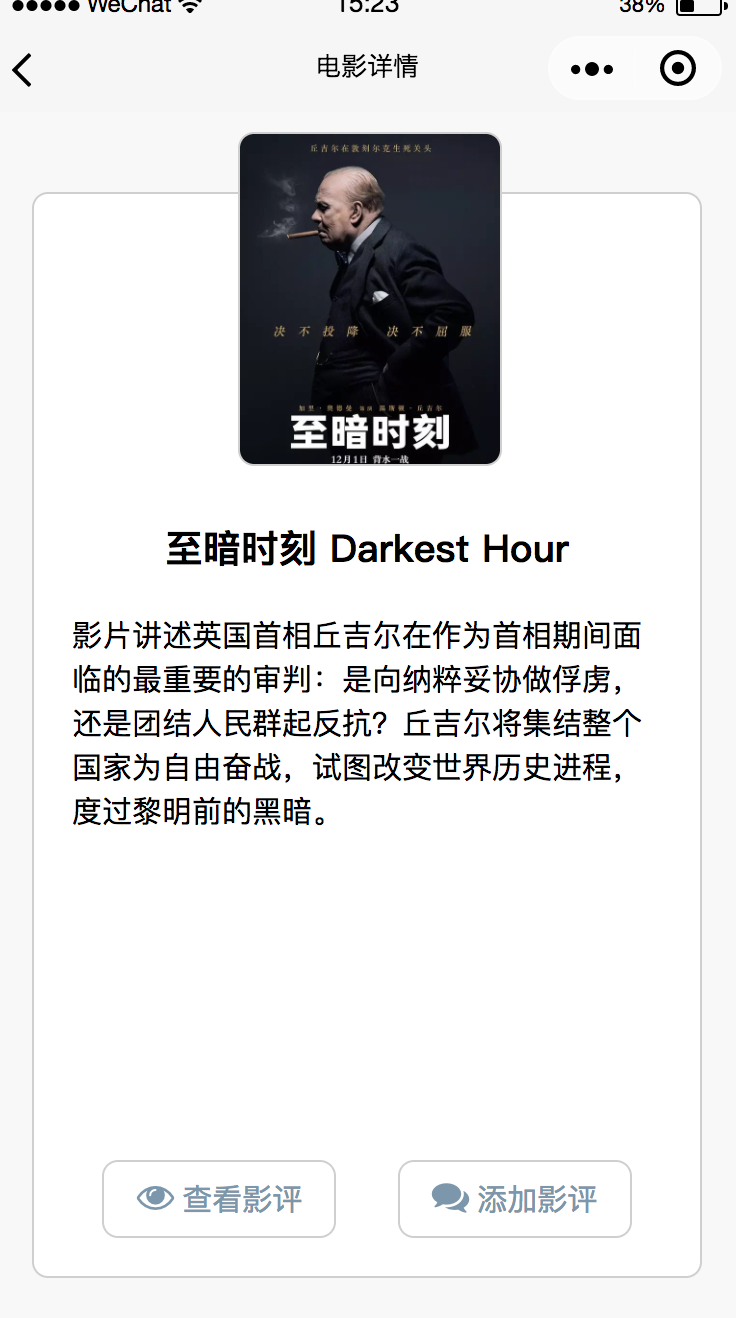 WeChat 15:23 38%
电影详情
丘吉尔在敦刻尔克生死关头
决不投降 决不屈服
至暗时刻
12月1日 背水一战
至暗时刻 Darkest Hour
影片讲述英国首相丘吉尔在作为首相期间面
临的最重要的审判：是向纳粹妥协做俘虏，
还是团结人民群起反抗？丘吉尔将集结整个
国家为自由奋战，试图改变世界历史进程，
度过黎明前的黑暗。
查看影评 添加影评